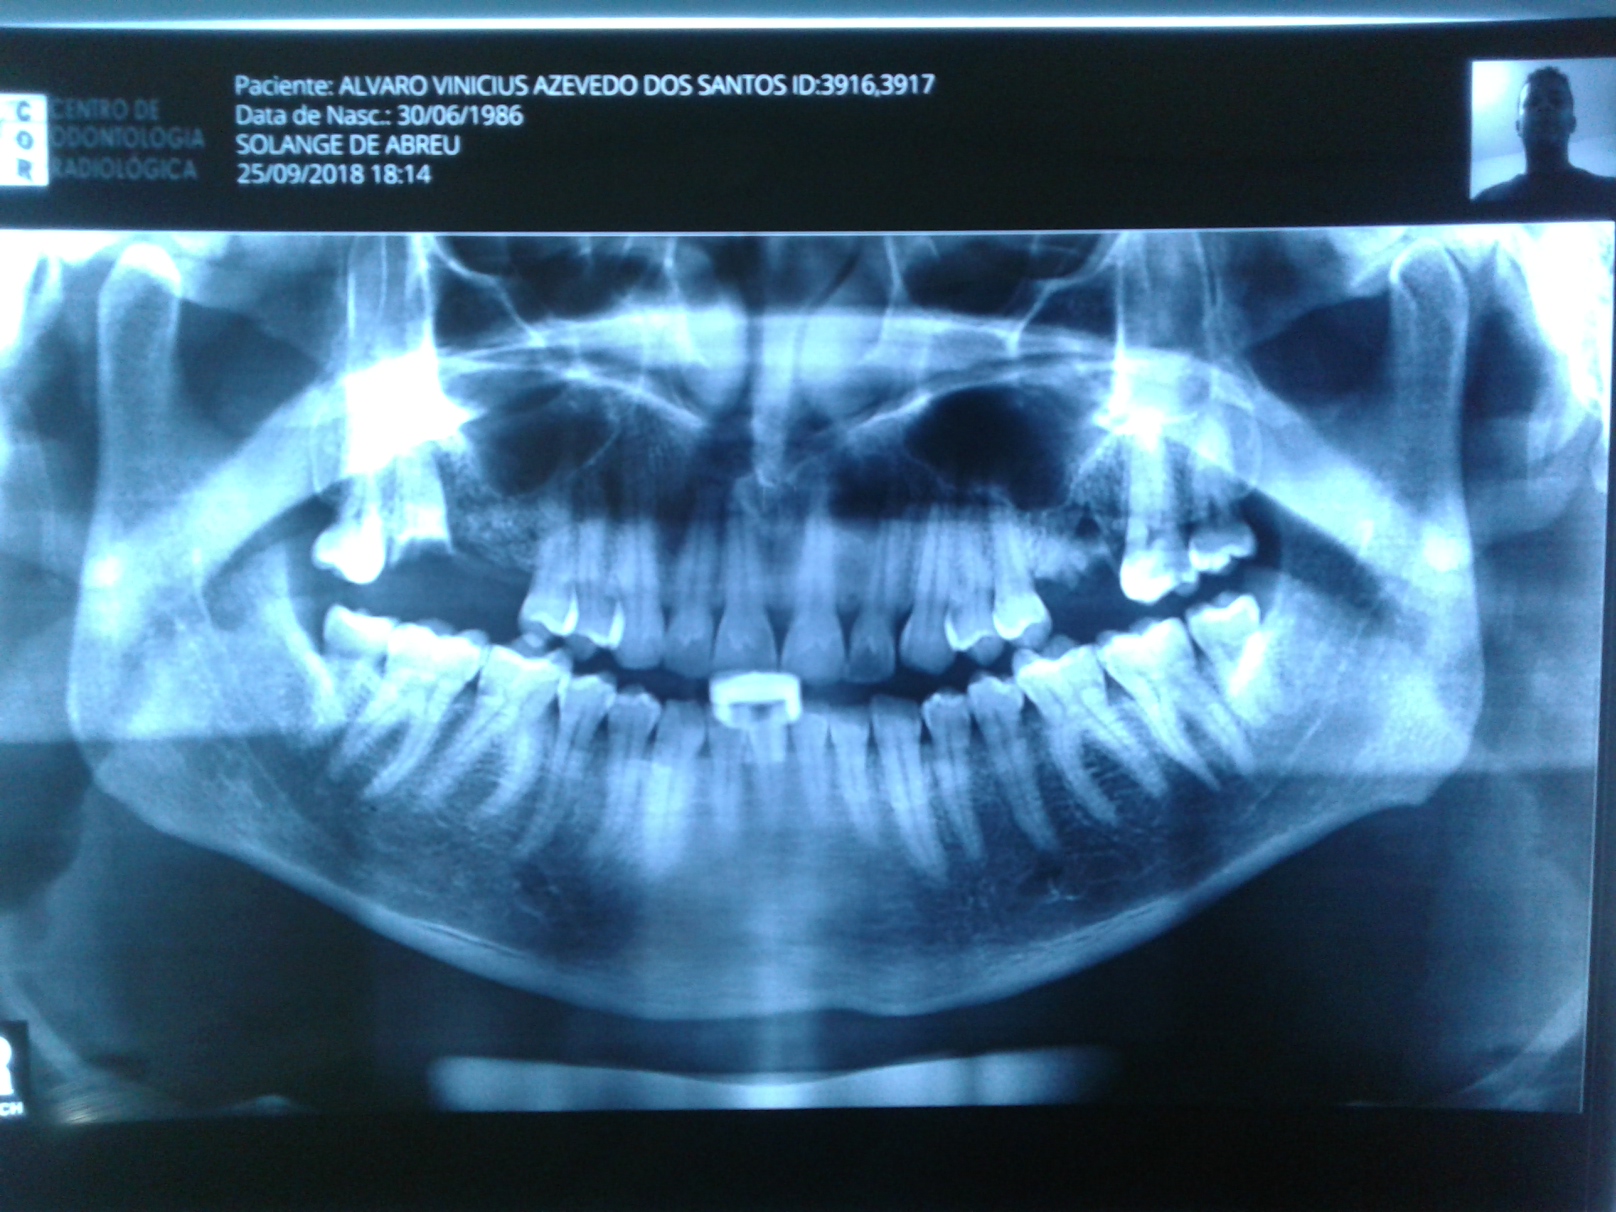 Paciente: ALVARO VINICIUS AZEVEDO DOS SANTOS ID:3916,3917
Data de Nasc.: 30/06/1986
SOLANGE DE ABREU
25/09/2018 18:14
C CENTRO DE
O ODONTOLOGIA
R RADIOLÓGICA